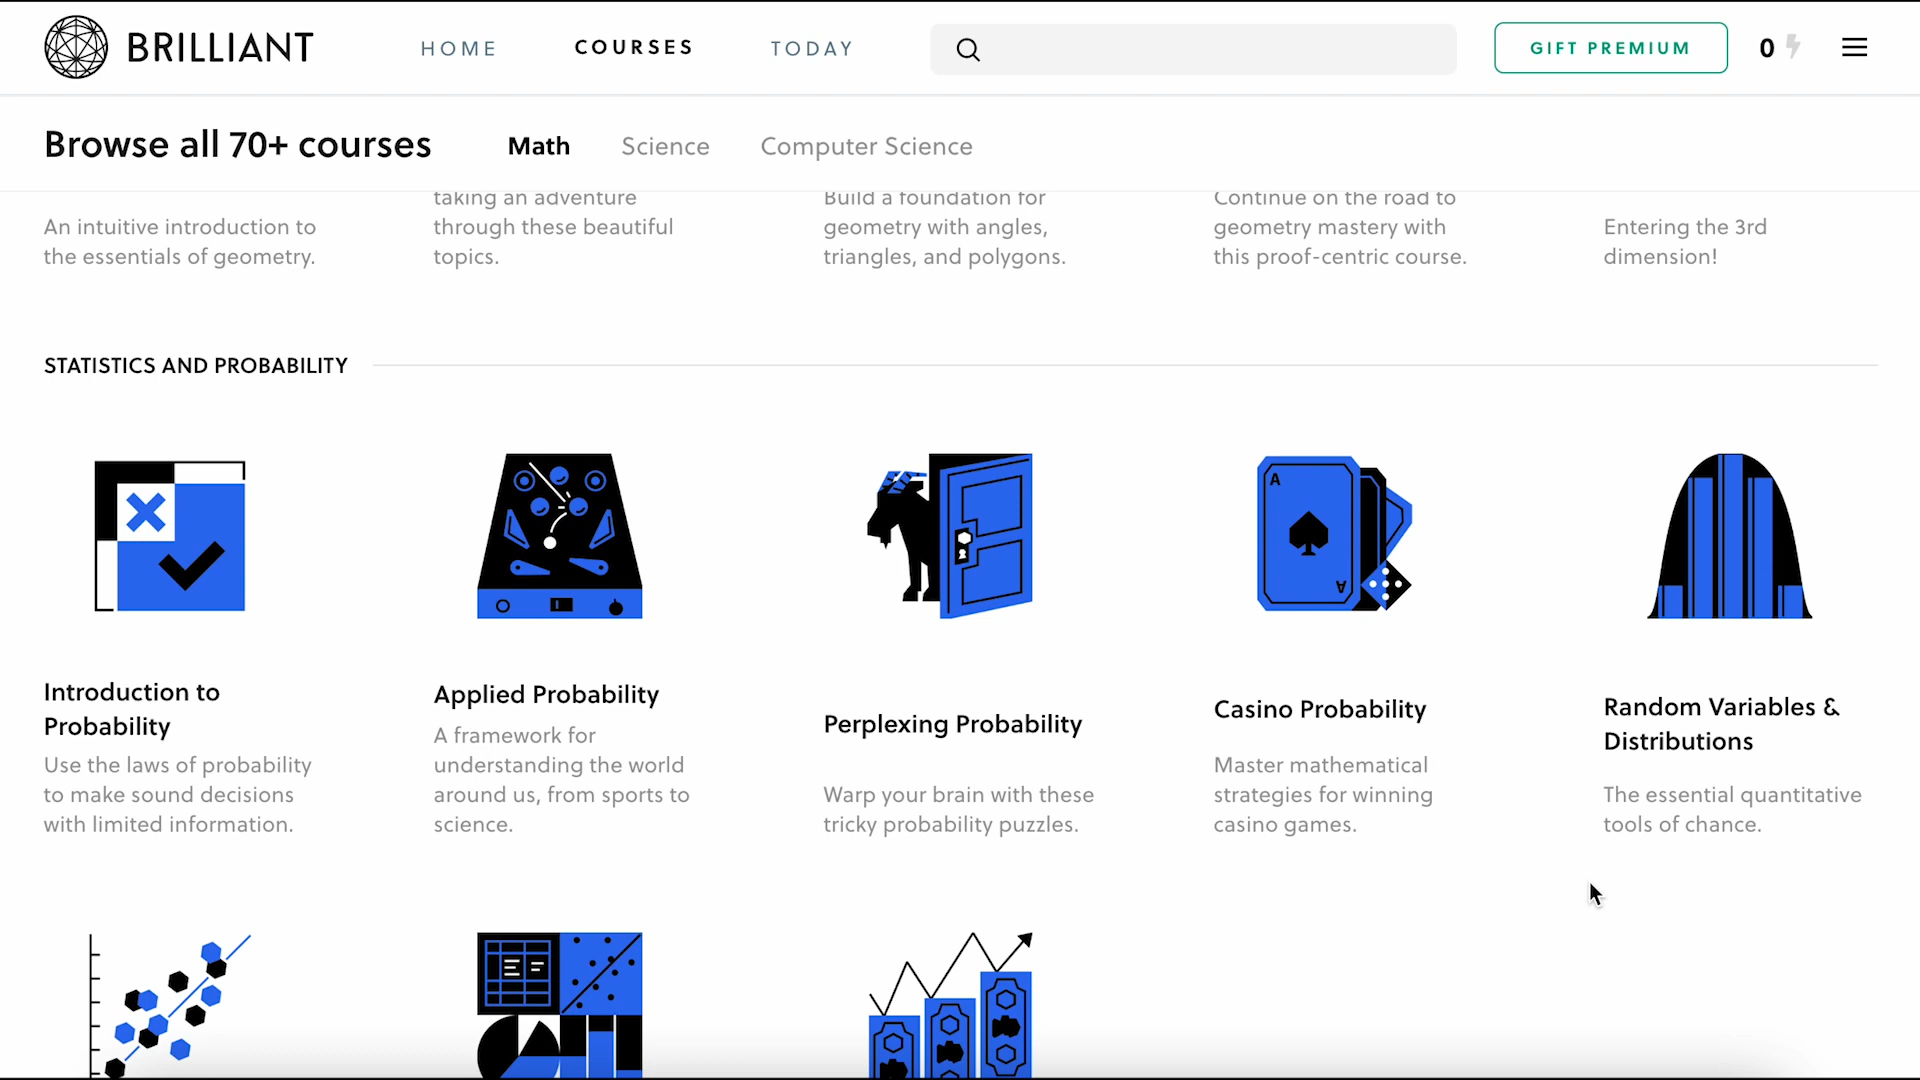 BRILLIANT
HOME
COURSES
TODAY
GIFT PREMIUM
0
Browse all 70+ courses
Math
Science
Computer Science
An intuitive introduction to
the essentials of geometry.
taking an adventure
through these beautiful
topics.
Build a foundation for
geometry with angles,
triangles, and polygons.
Continue on the road to
geometry mastery with
this proof-centric course.
Entering the 3rd
dimension!
STATISTICS AND PROBABILITY
A
A
Introduction to
Probability
Use the laws of probability
to make sound decisions
with limited information.
Applied Probability
A framework for
understanding the world
around us, from sports to
science.
Perplexing Probability
Warp your brain with these
tricky probability puzzles.
Casino Probability
Master mathematical
strategies for winning
casino games.
Random Variables &
Distributions
The essential quantitative
tools of chance.